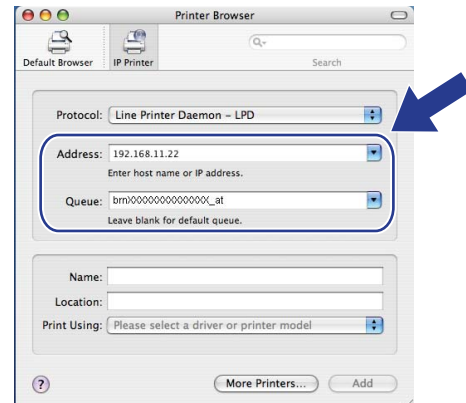 Printer Browser
Default Browser
IP Printer
Q
Search
Protocol: Line Printer Daemon – LPD
Address: 192.168.11.22
Enter host name or IP address.
Queue: brnXXXXXXXXXXXXX_at
Leave blank for default queue.
Name:
Location:
Print Using: Please select a driver or printer model
? More Printers... Add